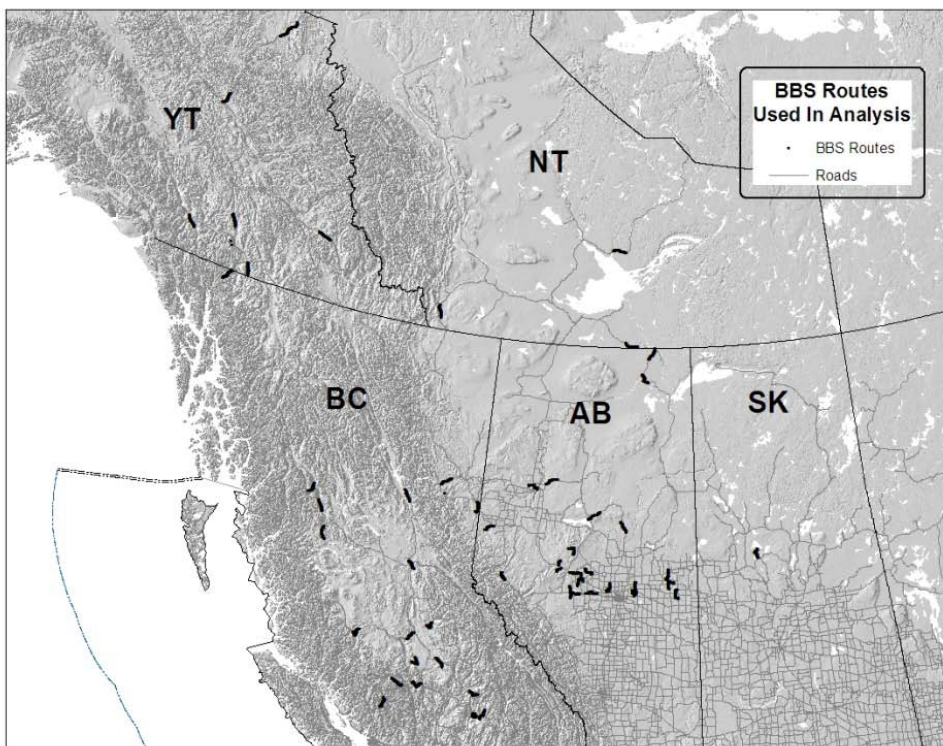 BBS Routes
Used In Analysis
BBS Routes
Roads
YT
NT
BC
AB
SK